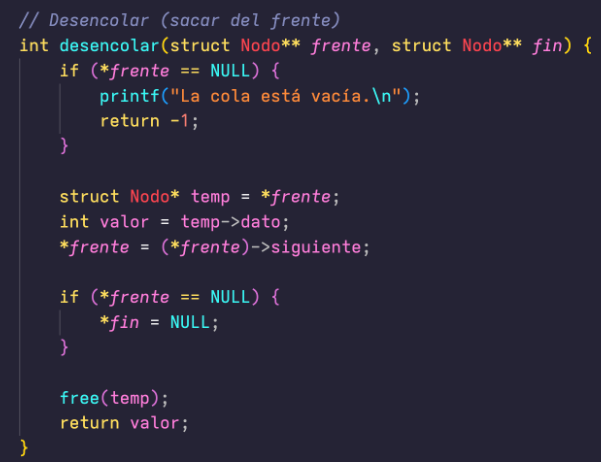 // Desencolar (sacar del frente)
int desencolar(struct Nodo** frente, struct Nodo** fin) {
    if (*frente == NULL) {
        printf("La cola está vacía.\n");
        return -1;
    }

    struct Nodo* temp = *frente;
    int valor = temp->dato;
    *frente = (*frente)->siguiente;

    if (*frente == NULL) {
        *fin = NULL;
    }

    free(temp);
    return valor;
}